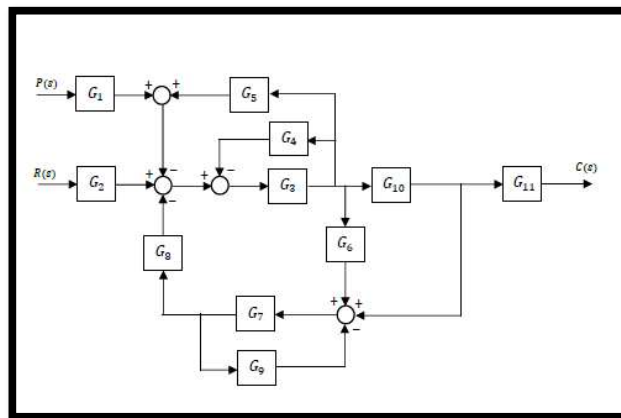 P(s)
G₁
+
+
G₅
G₄
−
−
R(s)
G₂
+
−
+
G₃
G₁₀
G₁₁
C(s)
G₈
G₆
+
+
G₇
−
G₉